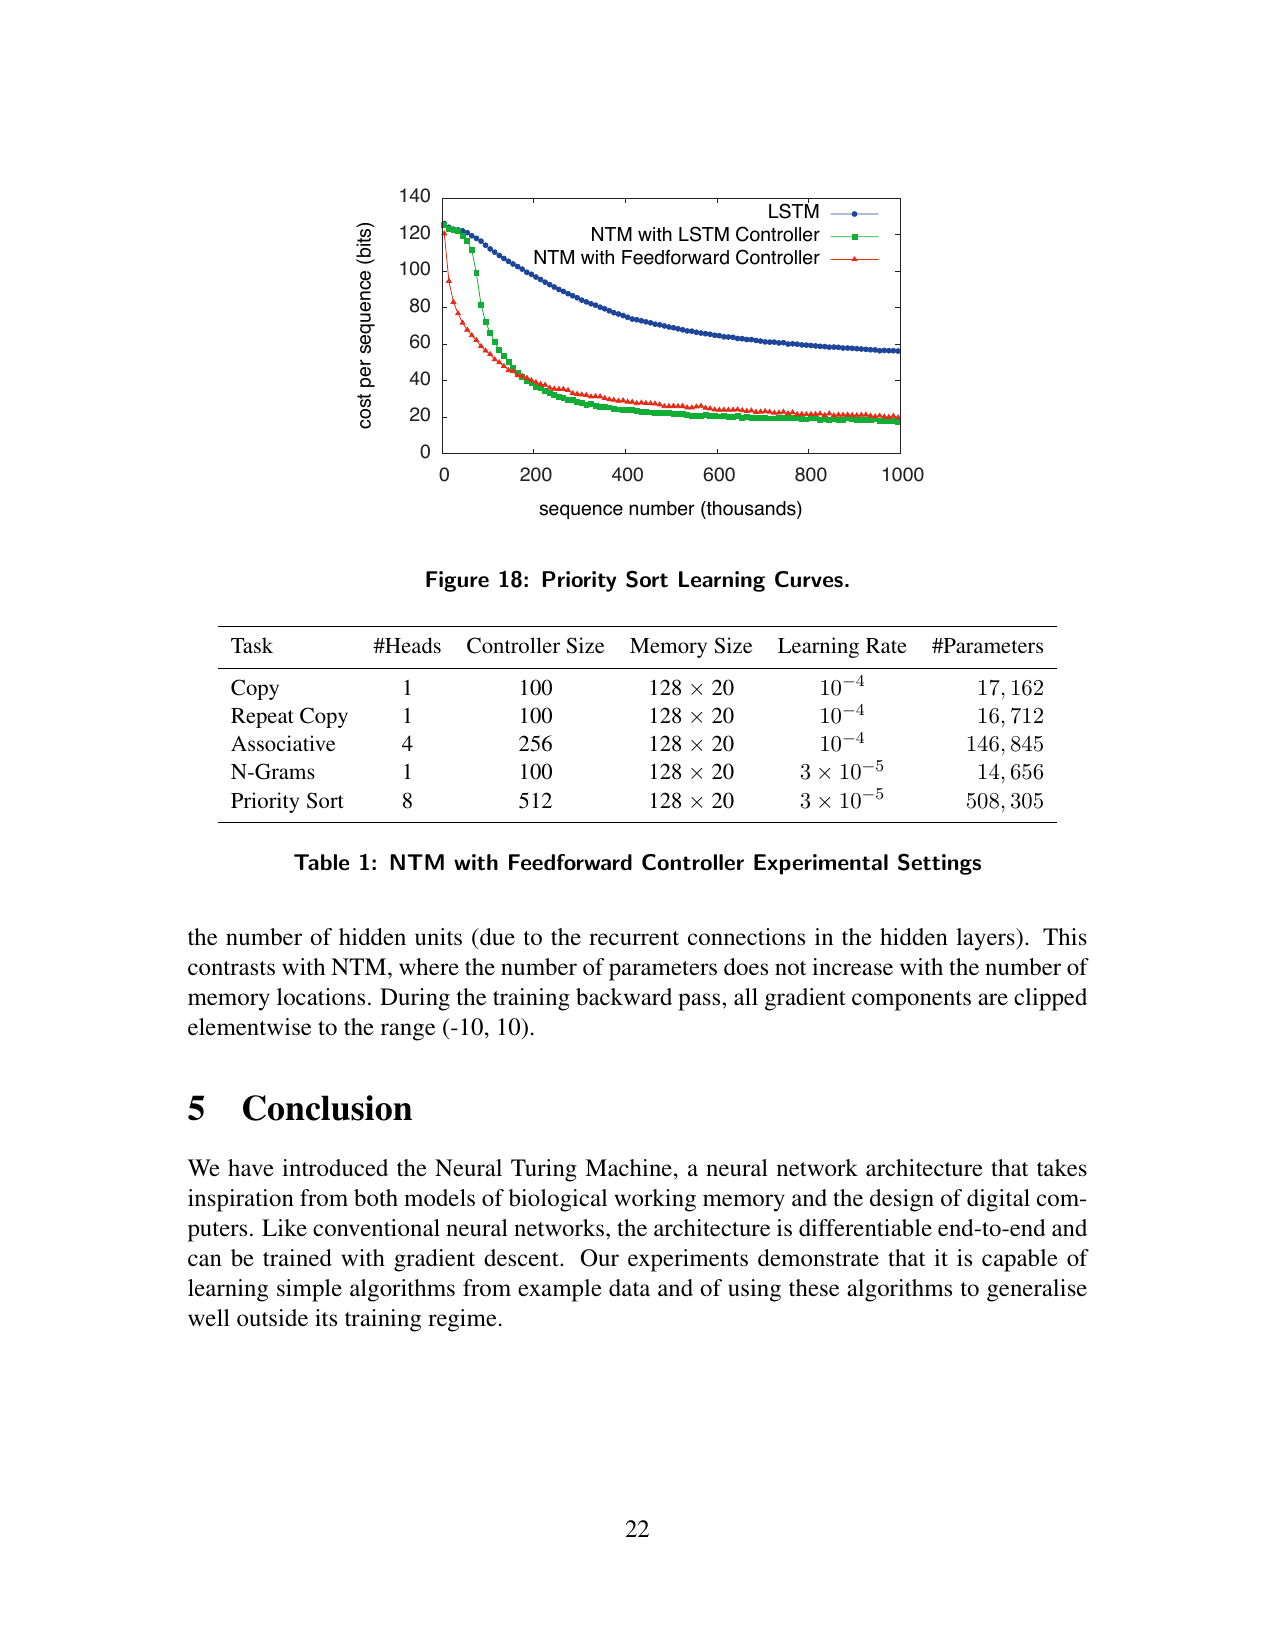 140
120
100
80
60
40
20
0
cost per sequence (bits)
LSTM
NTM with LSTM Controller
NTM with Feedforward Controller
0 200 400 600 800 1000
sequence number (thousands)
Figure 18: Priority Sort Learning Curves.
Task #Heads Controller Size Memory Size Learning Rate #Parameters
Copy 1 100 128 × 20 10⁻⁴ 17, 162
Repeat Copy 1 100 128 × 20 10⁻⁴ 16, 712
Associative 4 256 128 × 20 10⁻⁴ 146, 845
N-Grams 1 100 128 × 20 3 × 10⁻⁵ 14, 656
Priority Sort 8 512 128 × 20 3 × 10⁻⁵ 508, 305
Table 1: NTM with Feedforward Controller Experimental Settings
the number of hidden units (due to the recurrent connections in the hidden layers). This
contrasts with NTM, where the number of parameters does not increase with the number of
memory locations. During the training backward pass, all gradient components are clipped
elementwise to the range (-10, 10).
5 Conclusion
We have introduced the Neural Turing Machine, a neural network architecture that takes
inspiration from both models of biological working memory and the design of digital com-
puters. Like conventional neural networks, the architecture is differentiable end-to-end and
can be trained with gradient descent. Our experiments demonstrate that it is capable of
learning simple algorithms from example data and of using these algorithms to generalise
well outside its training regime.
22